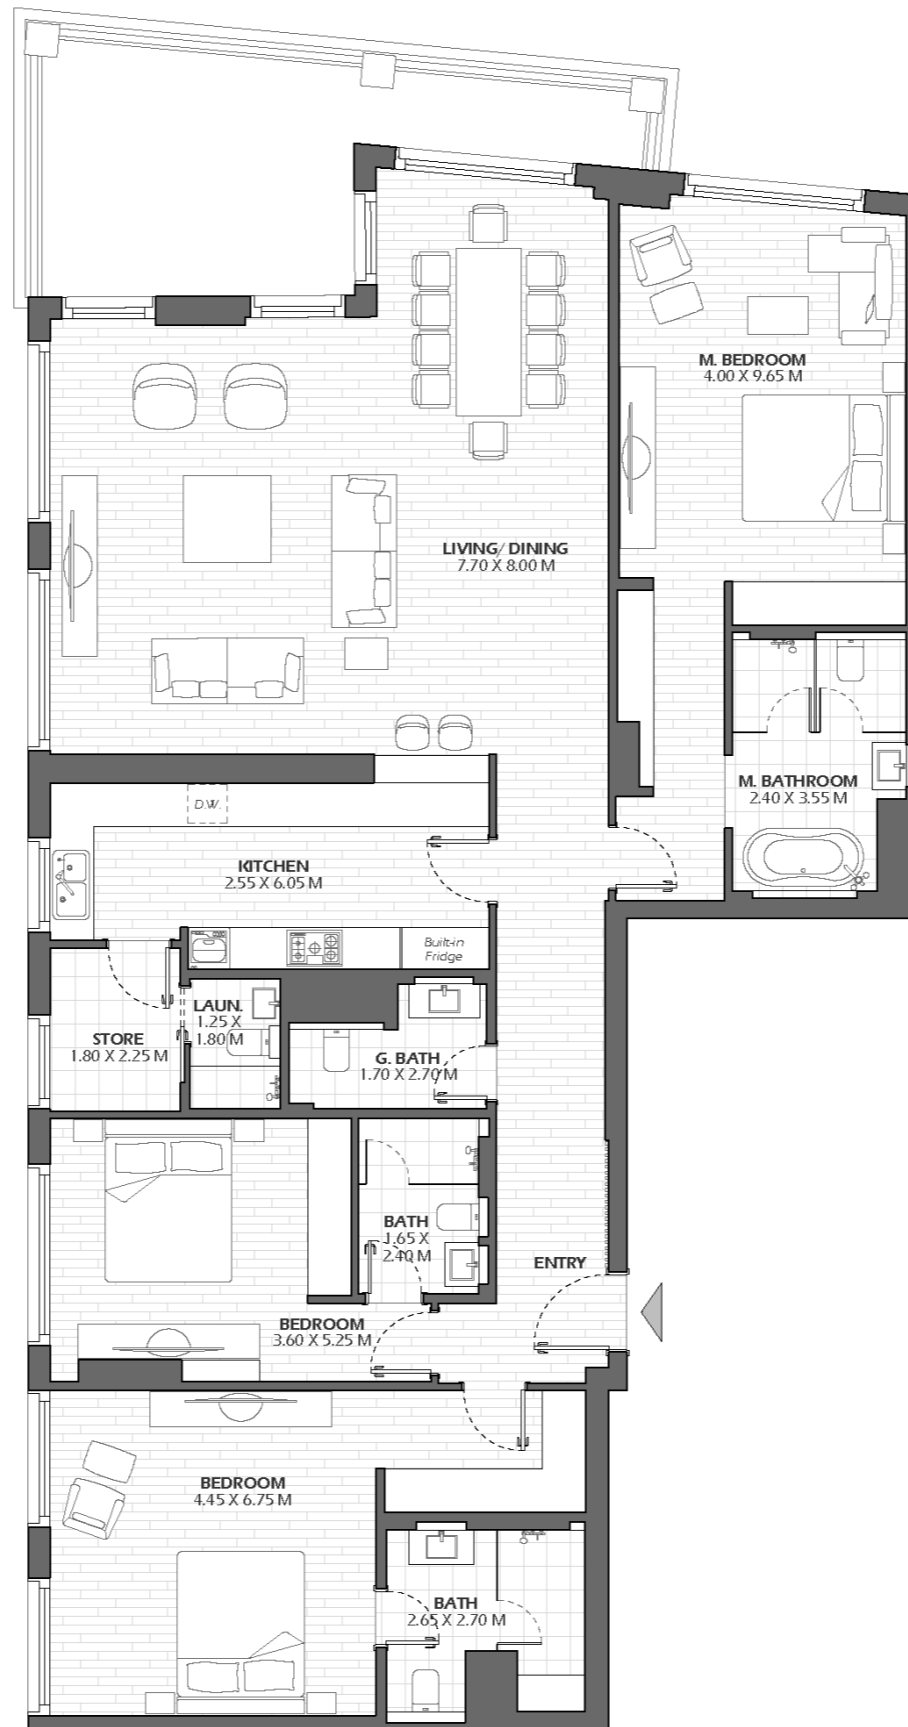 M. BEDROOM
4.00 X 9.65 M
LIVING/ DINING
7.70 X 8.00 M
M. BATHROOM
2.40 X 3.55 M
D.W.
KITCHEN
2.55 X 6.05 M
Built-in
Fridge
LAUN.
1.25 X
1.80 M
STORE
1.80 X 2.25 M
G. BATH
1.70 X 2.70 M
BATH
1.65 X
2.40 M
ENTRY
BEDROOM
3.60 X 5.25 M
BEDROOM
4.45 X 6.75 M
BATH
2.65 X 2.70 M